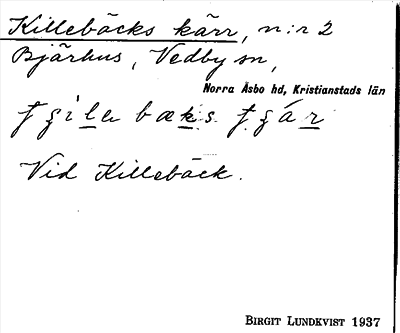 Killebäcks kärr, n:r 2
Bjärhus, Vedby sn,
Norra Åsbo hd, Kristianstads län
Vid Killebäck.
BIRGIT LUNDKVIST 1937